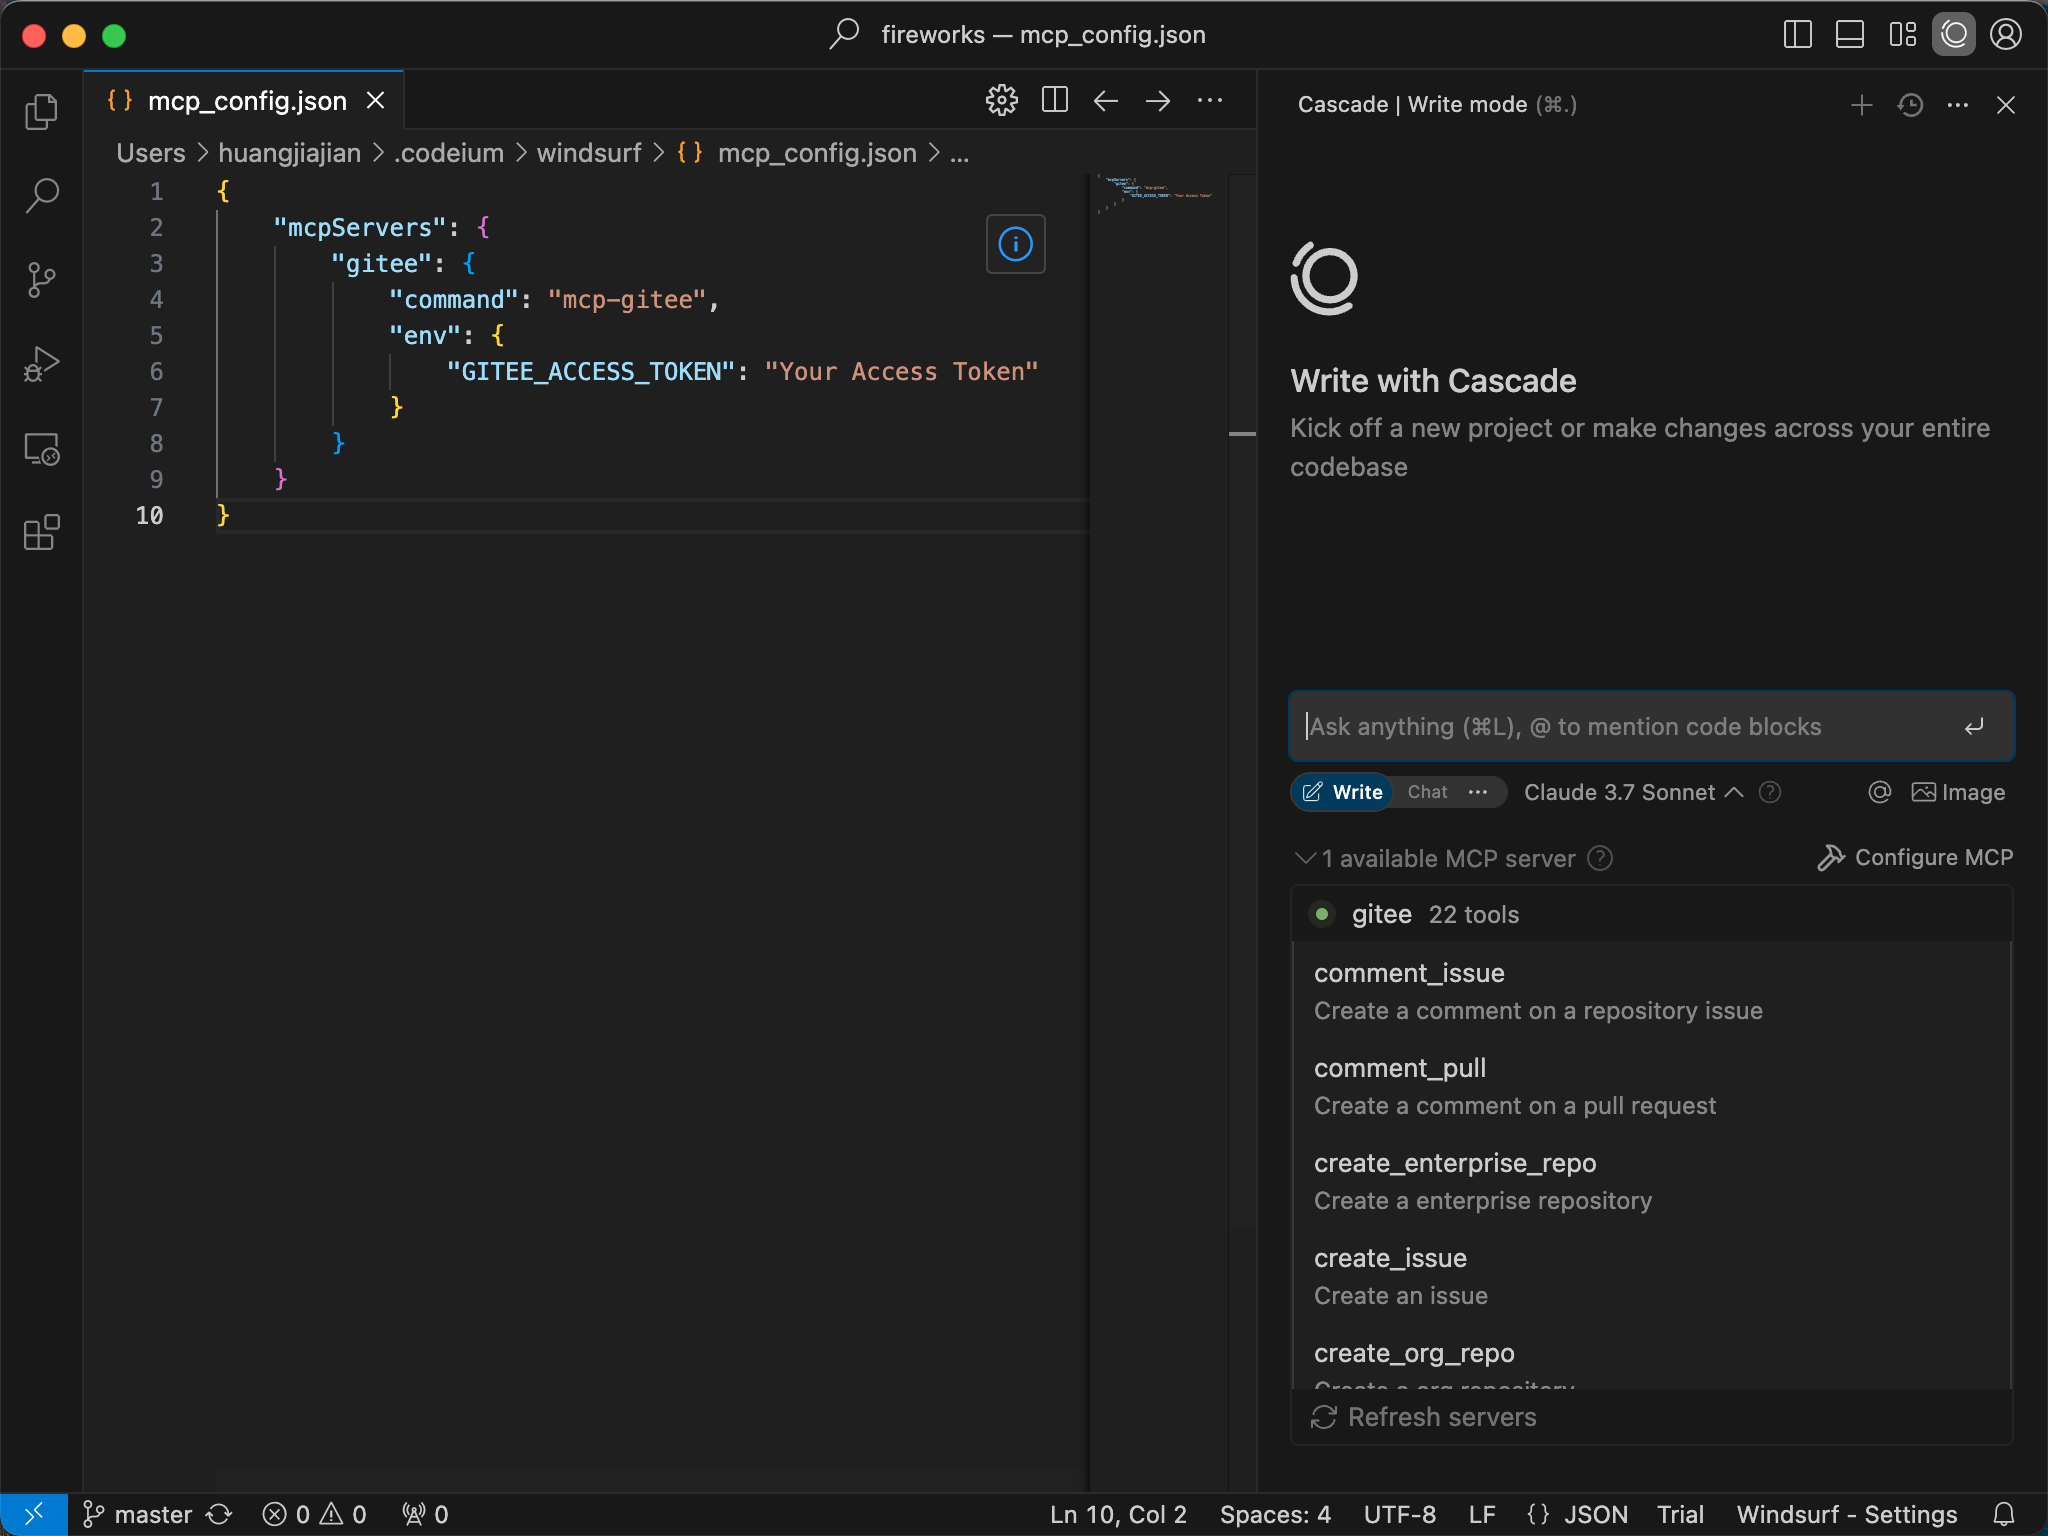 fireworks — mcp_config.json
mcp_config.json
Users > huangjiajian > .codeium > windsurf > {} mcp_config.json > ...
1 {
2 "mcpServers": {
3 "gitee": {
4 "command": "mcp-gitee",
5 "env": {
6 "GITEE_ACCESS_TOKEN": "Your Access Token"
7 }
8 }
9 }
10 }
Cascade | Write mode (⌘.)
Write with Cascade
Kick off a new project or make changes across your entire
codebase
Ask anything (⌘L), @ to mention code blocks
Write Chat ··· Claude 3.7 Sonnet Image
1 available MCP server Configure MCP
gitee 22 tools
comment_issue
Create a comment on a repository issue
comment_pull
Create a comment on a pull request
create_enterprise_repo
Create a enterprise repository
create_issue
Create an issue
create_org_repo
Create a org repository
Refresh servers
master 0 0 0 Ln 10, Col 2 Spaces: 4 UTF-8 LF {} JSON Trial Windsurf - Settings